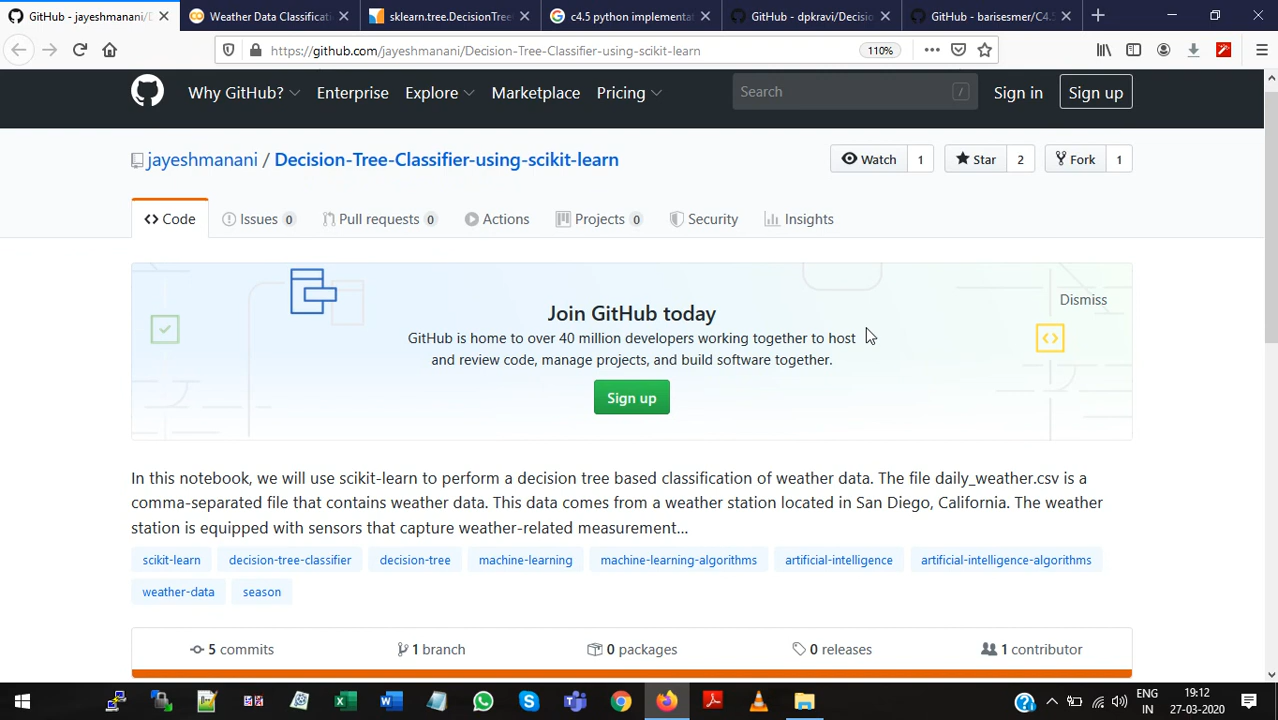 GitHub - jayeshmanani/Decision
Weather Data Classificati
sklearn.tree.DecisionTree
c4.5 python implementat
GitHub - dpkravi/Decisio
GitHub - barisesmer/C4.5
https://github.com/jayeshmanani/Decision-Tree-Classifier-using-scikit-learn
110%
Why GitHub?
Enterprise
Explore
Marketplace
Pricing
Search
/
Sign in
Sign up
jayeshmanani / Decision-Tree-Classifier-using-scikit-learn
Watch 1
Star 2
Fork 1
Code
Issues 0
Pull requests 0
Actions
Projects 0
Security
Insights
Join GitHub today
Dismiss
GitHub is home to over 40 million developers working together to host
and review code, manage projects, and build software together.
Sign up
In this notebook, we will use scikit-learn to perform a decision tree based classification of weather data. The file daily_weather.csv is a
comma-separated file that contains weather data. This data comes from a weather station located in San Diego, California. The weather
station is equipped with sensors that capture weather-related measurement...
scikit-learn decision-tree-classifier decision-tree machine-learning machine-learning-algorithms artificial-intelligence artificial-intelligence-algorithms
weather-data season
5 commits
1 branch
0 packages
0 releases
1 contributor
ENG
IN
19:12
27-03-2020